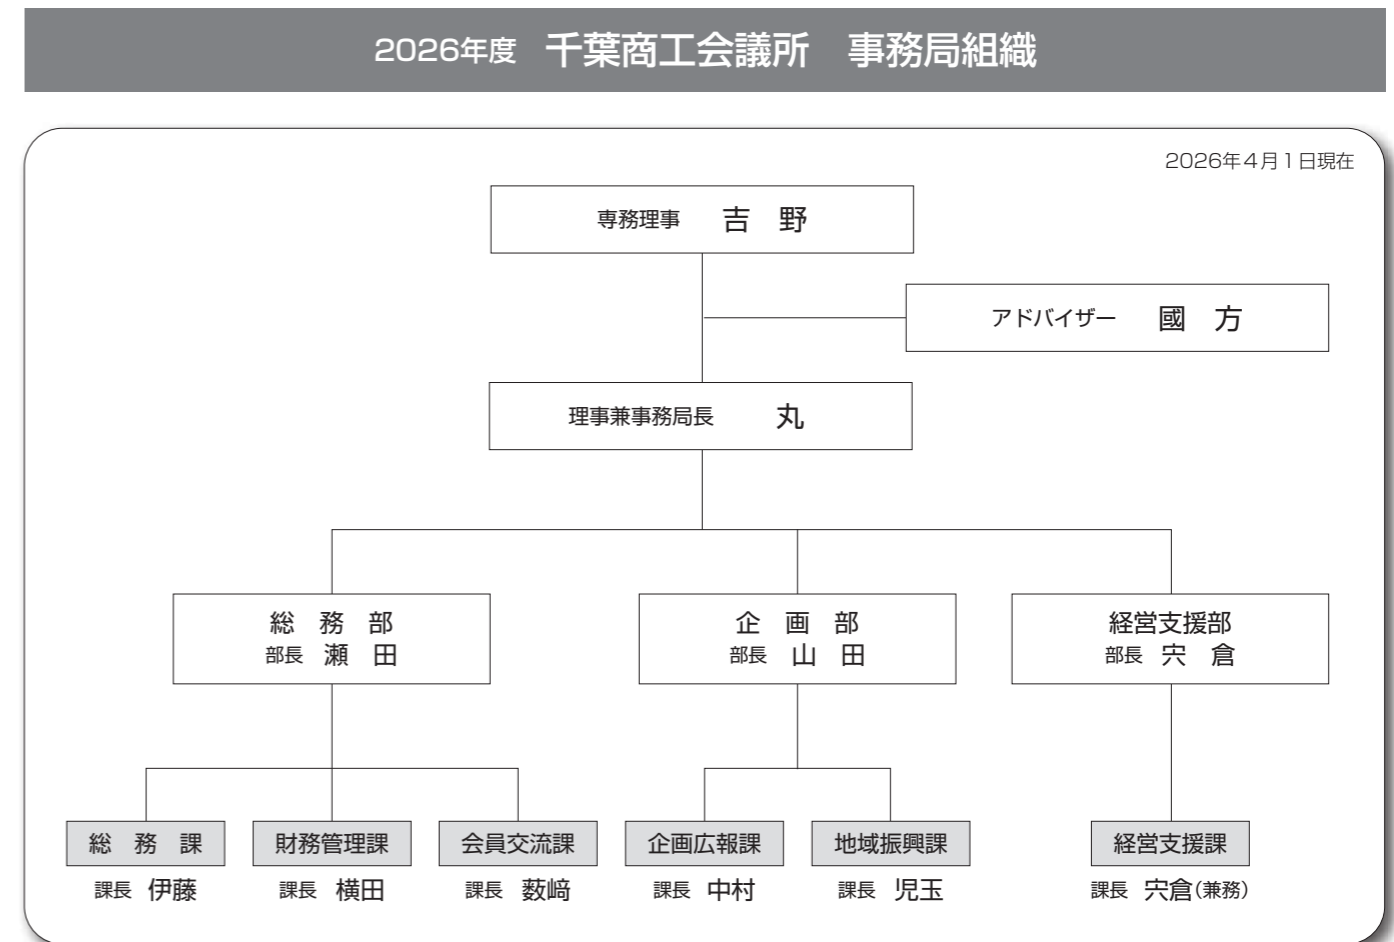 2026年度　千葉商工会議所　事務局組織
2026年4月1日現在
専務理事　吉　野
アドバイザー　國　方
理事兼事務局長　丸
総　務　部
部長　瀬　田
企　画　部
部長　山　田
経営支援部
部長　宍　倉
総　務　課
課長　伊藤
財務管理課
課長　横田
会員交流課
課長　薮﨑
企画広報課
課長　中村
地域振興課
課長　児玉
経営支援課
課長　宍倉（兼務）